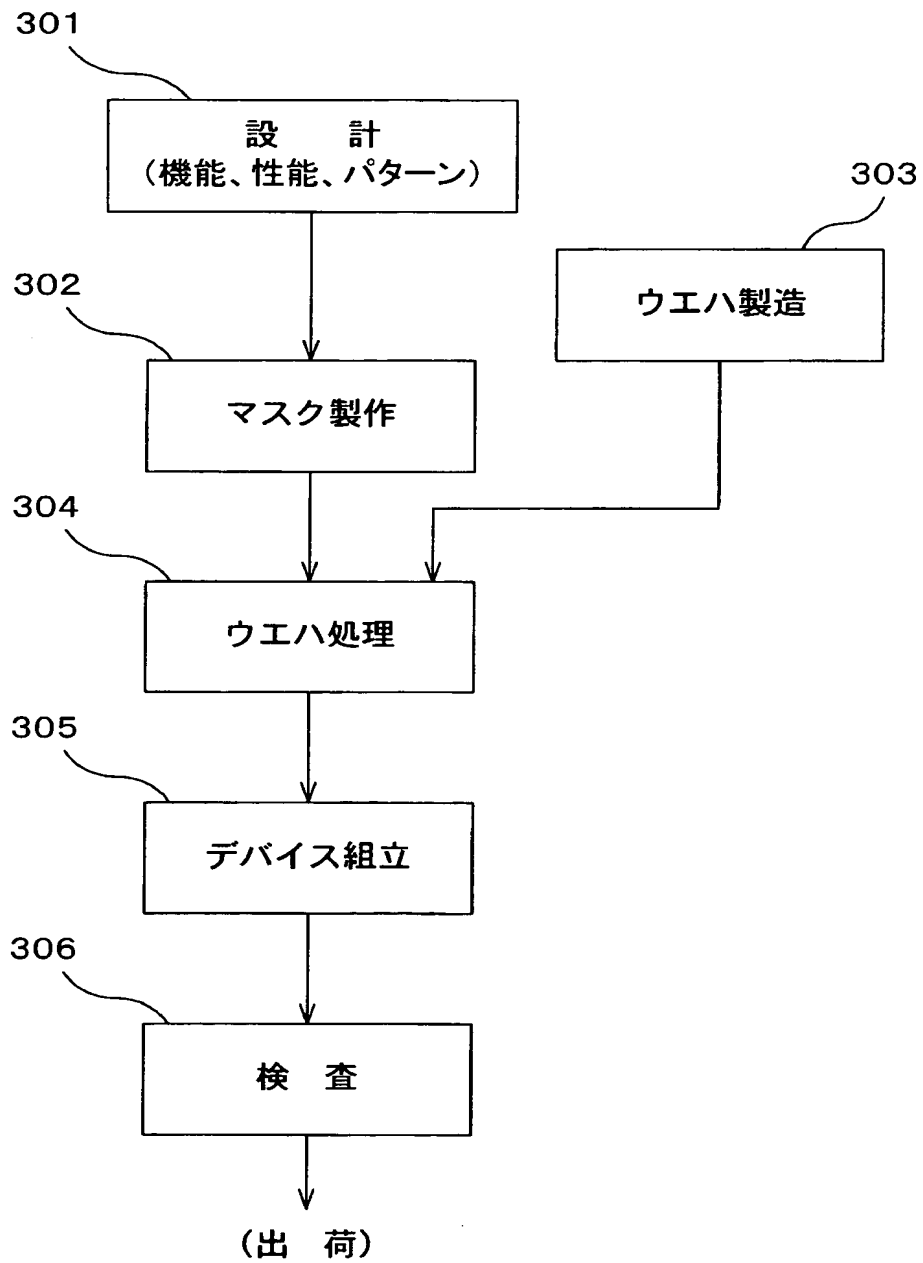 301
設 計
(機能、性能、パターン)
303
ウエハ製造
302
マスク製作
304
ウエハ処理
305
デバイス組立
306
検 査
(出 荷)